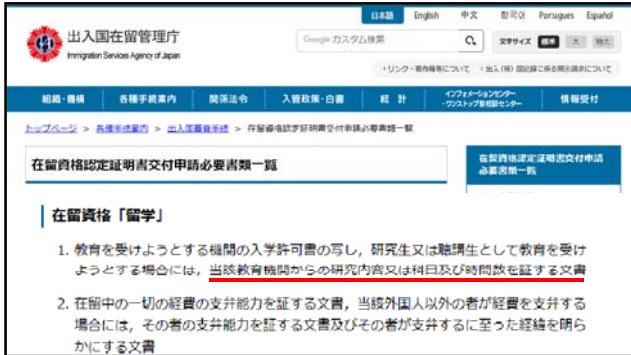 日本語 English 中文 한국어 Portugues Español
出入国在留管理庁
Immigration Services Agency of Japan
Google カスタム検索
文字サイズ 標準 大 特大
リンク・著作権等について
出入(帰)国記録に係る開示請求について
組織・機構 各種手続案内 関係法令 入管政策・白書 統計 インフォメーションセンター・ワンストップ型相談センター 情報受付
トップページ > 各種手続案内 > 出入国審査手続 > 在留資格認定証明書交付申請必要書類一覧
在留資格認定証明書交付申請必要書類一覧
在留資格認定証明書交付申請
必要書類一覧
在留資格「留学」
1. 教育を受けようとする機関の入学許可書の写し，研究生又は聴講生として教育を受け
ようとする場合には，当該教育機関からの研究内容又は科目及び時間数を証する文書
2. 在留中の一切の経費の支弁能力を証する文書，当該外国人以外の者が経費を支弁する
場合には，その者の支弁能力を証する文書及びその者が支弁するに至った経緯を明ら
かにする文書